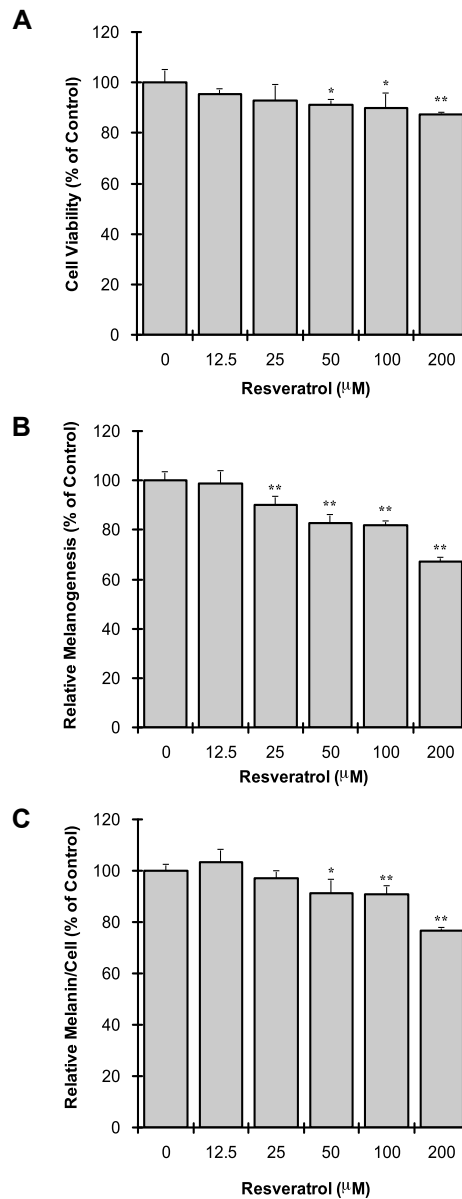 A
Cell Viability (% of Control)
120
100
80
60
40
20
0
* * **
0 12.5 25 50 100 200
Resveratrol (μM)
B
Relative Melanogenesis (% of Control)
120
100
80
60
40
20
0
** ** ** **
0 12.5 25 50 100 200
Resveratrol (μM)
C
Relative Melanin/Cell (% of Control)
120
100
80
60
40
20
0
* ** **
0 12.5 25 50 100 200
Resveratrol (μM)